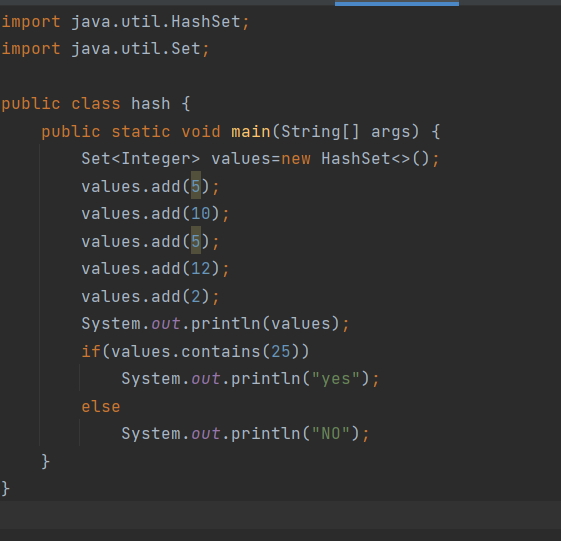 import java.util.HashSet;
import java.util.Set;
public class hash {
public static void main(String[] args) {
Set<Integer> values=new HashSet<>();
values.add(5);
values.add(10);
values.add(5);
values.add(12);
values.add(2);
System.out.println(values);
if(values.contains(25))
System.out.println("yes");
else
System.out.println("NO");
}
}